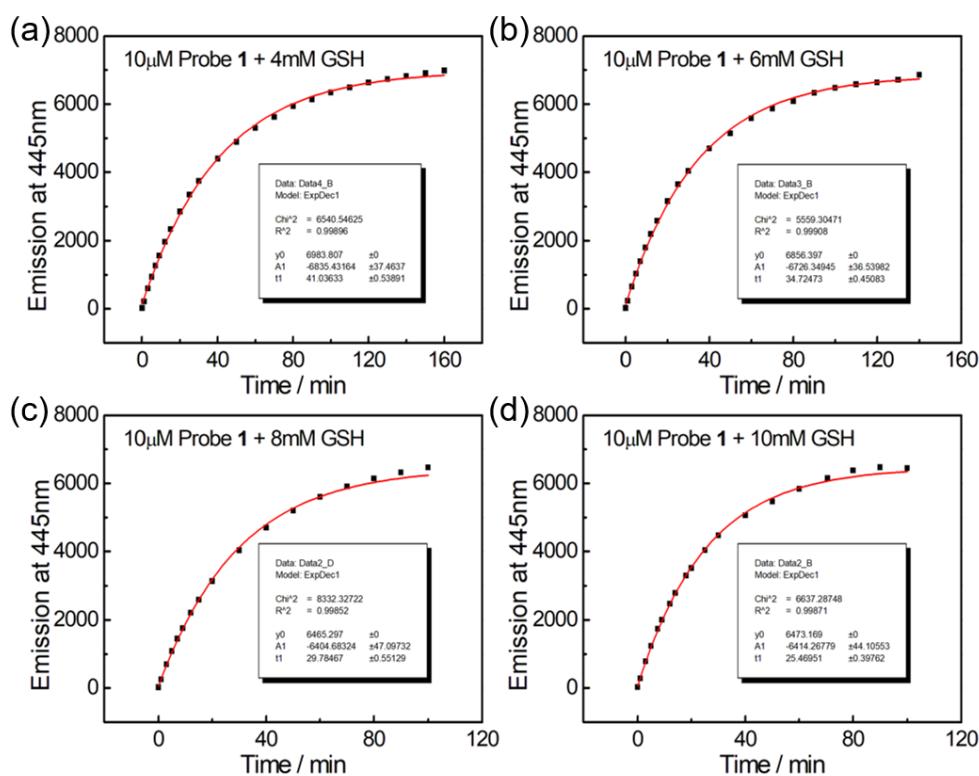 (a)
10μM Probe 1 + 4mM GSH
Emission at 445nm
8000
6000
4000
2000
0
Data: Data4_B
Model: ExpDec1
Chi^2 = 6540.54625
R^2 = 0.99896
y0 6983.807 ±0
A1 -6835.43164 ±37.4637
t1 41.03633 ±0.53891
0 40 80 120 160
Time / min
(b)
10μM Probe 1 + 6mM GSH
Emission at 445nm
8000
6000
4000
2000
0
Data: Data3_B
Model: ExpDec1
Chi^2 = 5559.30471
R^2 = 0.99908
y0 6856.397 ±0
A1 -6726.34945 ±36.53982
t1 34.72473 ±0.45083
0 40 80 120 160
Time / min
(c)
10μM Probe 1 + 8mM GSH
Emission at 445nm
8000
6000
4000
2000
0
Data: Data2_D
Model: ExpDec1
Chi^2 = 8332.32722
R^2 = 0.99852
y0 6465.297 ±0
A1 -6404.68324 ±47.09732
t1 29.78467 ±0.55129
0 40 80 120
Time / min
(d)
10μM Probe 1 + 10mM GSH
Emission at 445nm
8000
6000
4000
2000
0
Data: Data2_B
Model: ExpDec1
Chi^2 = 6637.28748
R^2 = 0.99871
y0 6473.169 ±0
A1 -6414.26779 ±44.10553
t1 25.46951 ±0.39762
0 40 80 120
Time / min